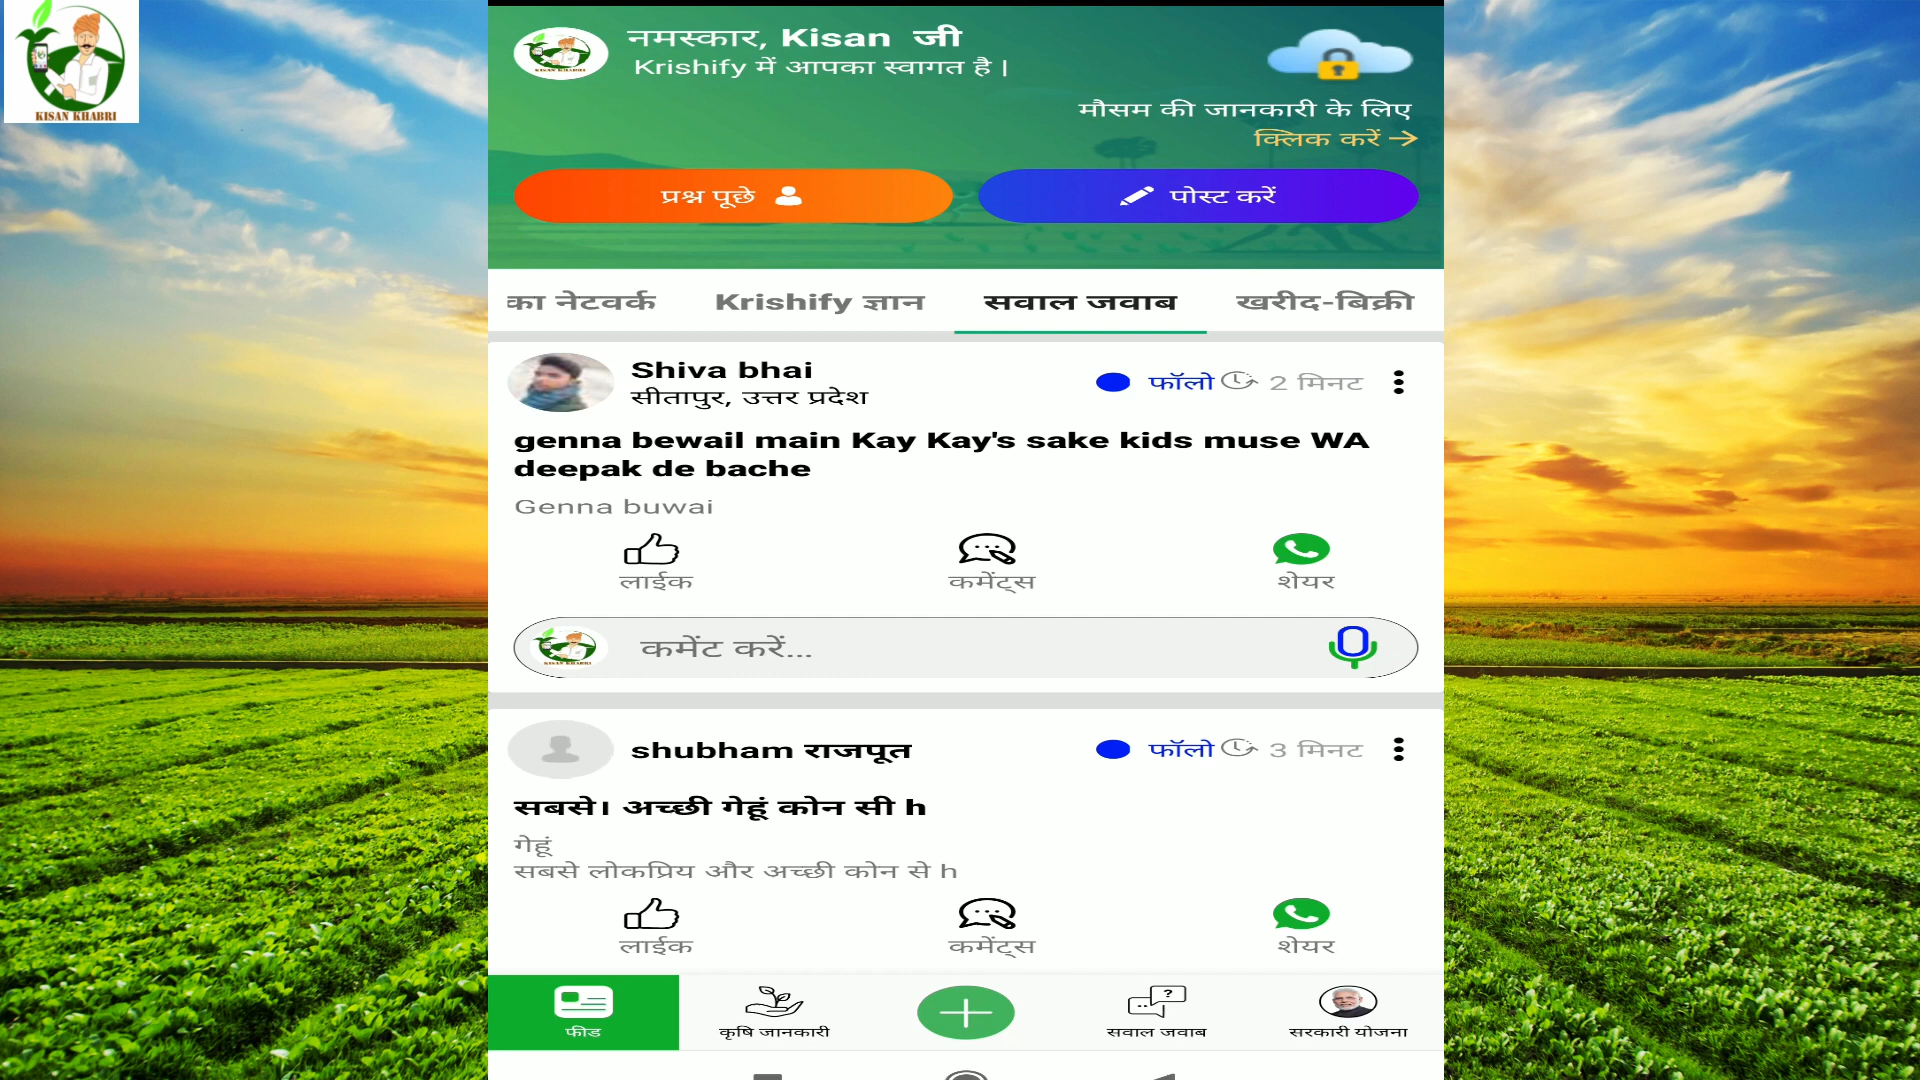 KISAN KHABRI
नमस्कार, Kisan जी
Krishify में आपका स्वागत है |
मौसम की जानकारी के लिए
क्लिक करें
प्रश्न पूछे
पोस्ट करें
का नेटवर्क Krishify ज्ञान सवाल जवाब खरीद-बिक्री
Shiva bhai
सीतापुर, उत्तर प्रदेश
फॉलो 2 मिनट
genna bewail main Kay Kay's sake kids muse WA
deepak de bache
Genna buwai
लाईक कमेंट्स शेयर
कमेंट करें...
shubham राजपूत
फॉलो 3 मिनट
सबसे। अच्छी गेहूं कोन सी h
गेहूं
सबसे लोकप्रिय और अच्छी कोन से h
लाईक कमेंट्स शेयर
फीड कृषि जानकारी सवाल जवाब सरकारी योजना